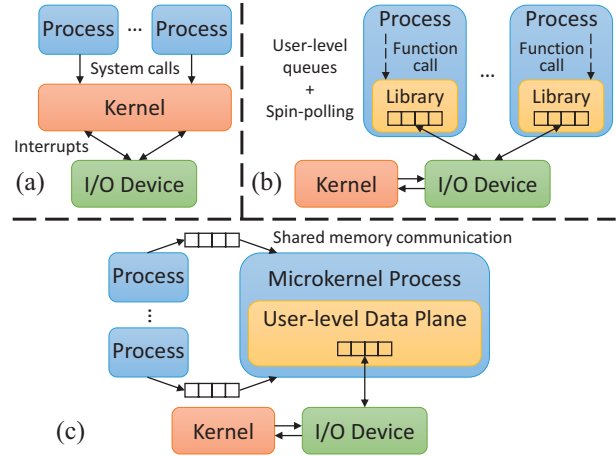 Process ... Process
System calls
Kernel
Interrupts
(a)
I/O Device
User-level
queues
+
Spin-polling
Process
Function
call
Library
...
Process
Function
call
Library
(b)
Kernel
I/O Device
Shared memory communication
Process
...
Process
Microkernel Process
User-level Data Plane
(c)
Kernel
I/O Device